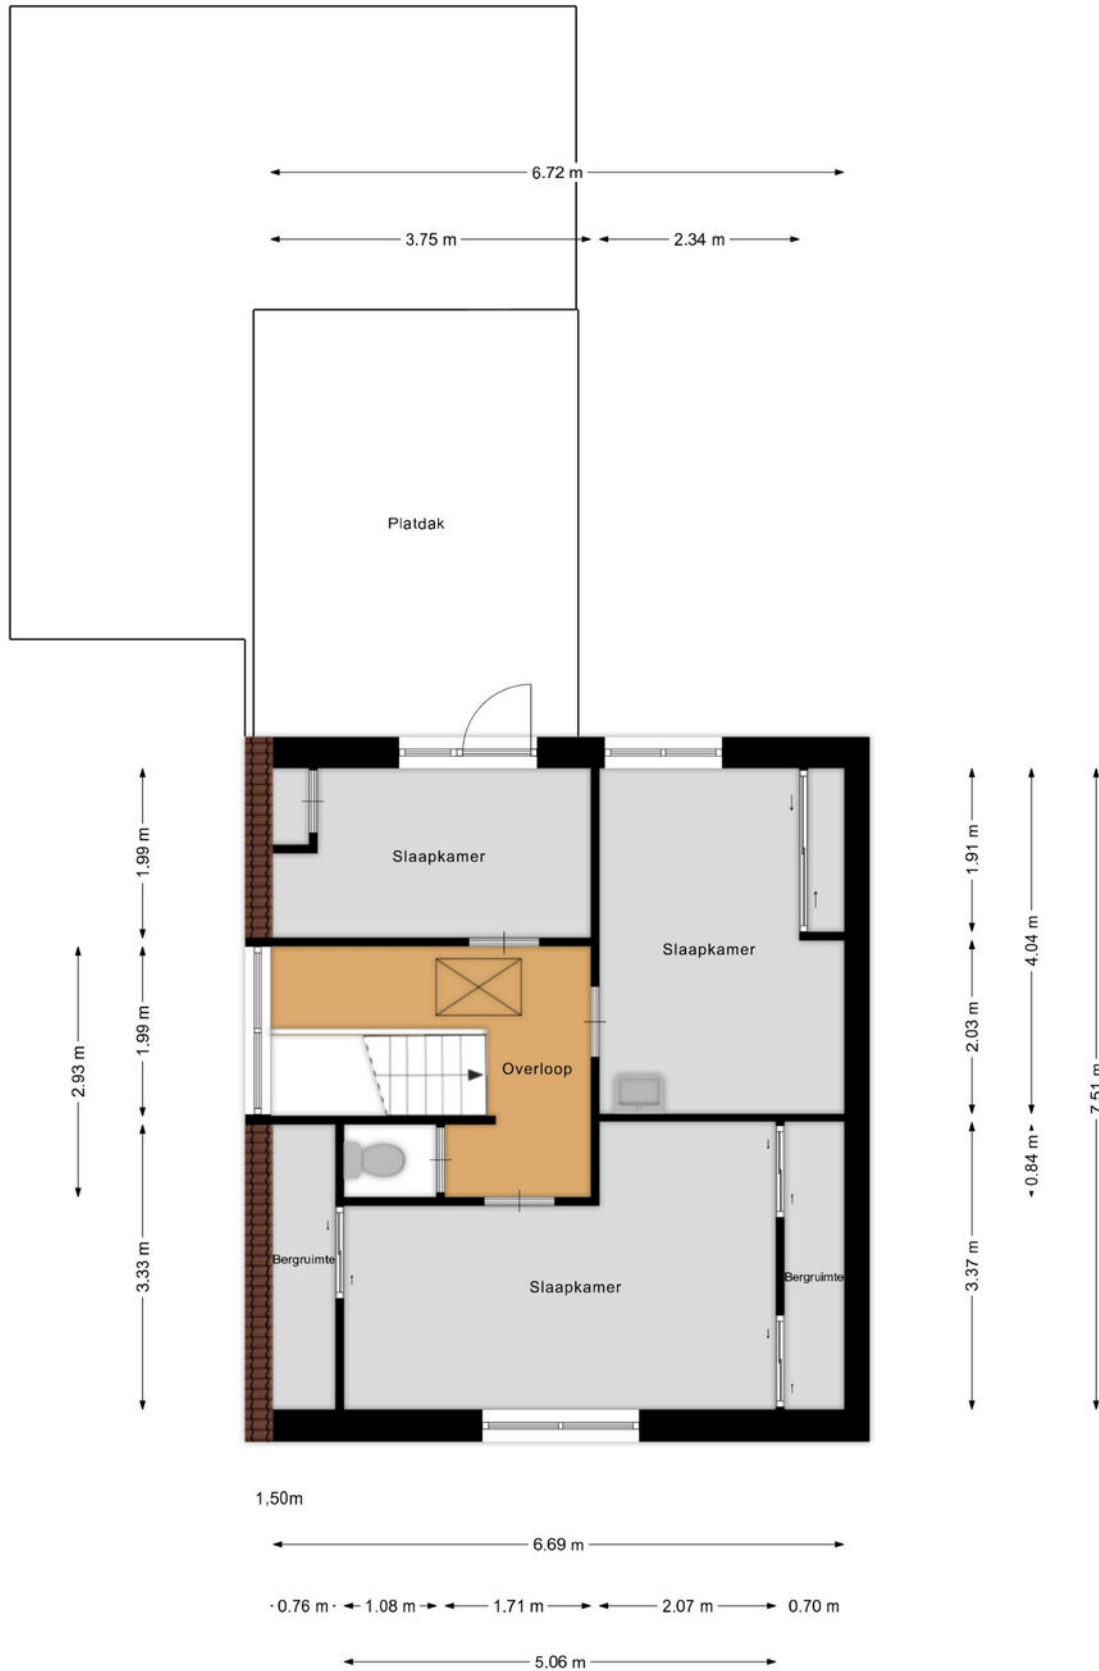 6.72 m
3.75 m
2.34 m
Platdak
1.99 m
1.91 m
Slaapkamer
4.04 m
Slaapkamer
1.99 m
2.93 m
2.03 m
Overloop
7.51 m
0.84 m
Bergruimte
3.33 m
Slaapkamer
Bergruimte
3.37 m
1,50m
6.69 m
0.76 m
1.08 m
1.71 m
2.07 m
0.70 m
5.06 m